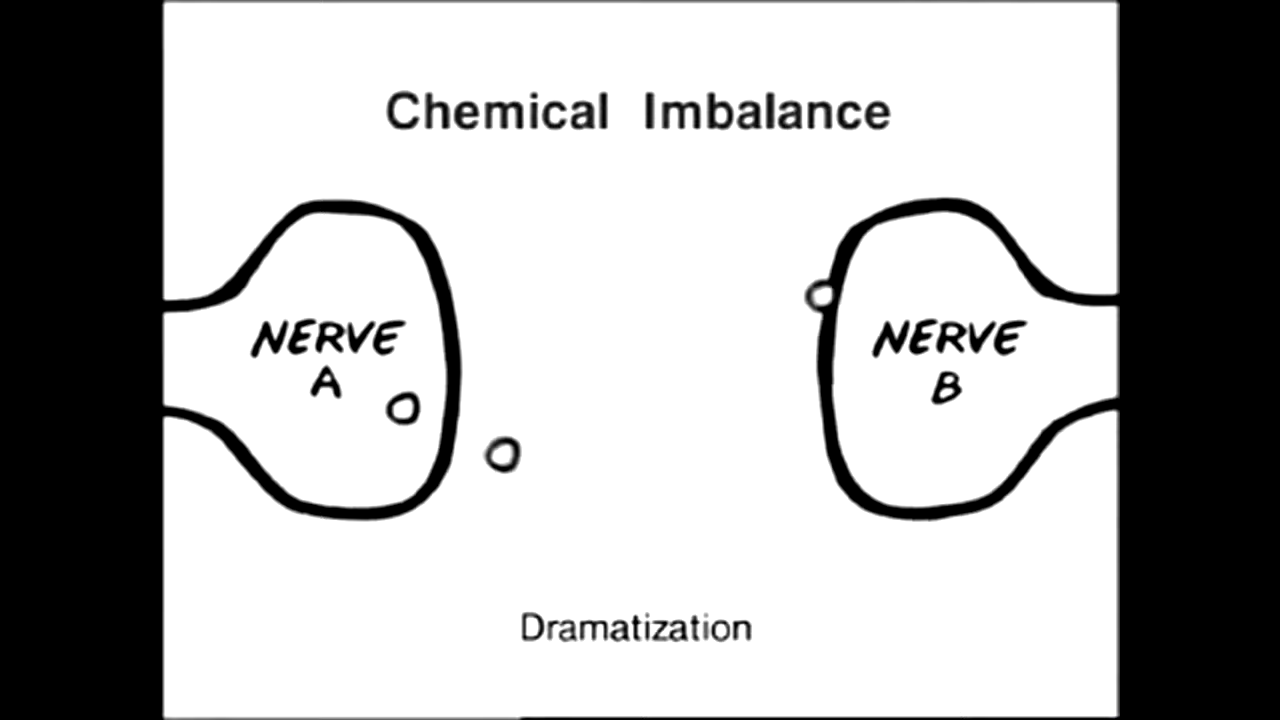 Chemical Imbalance
NERVE
A
NERVE
B
Dramatization